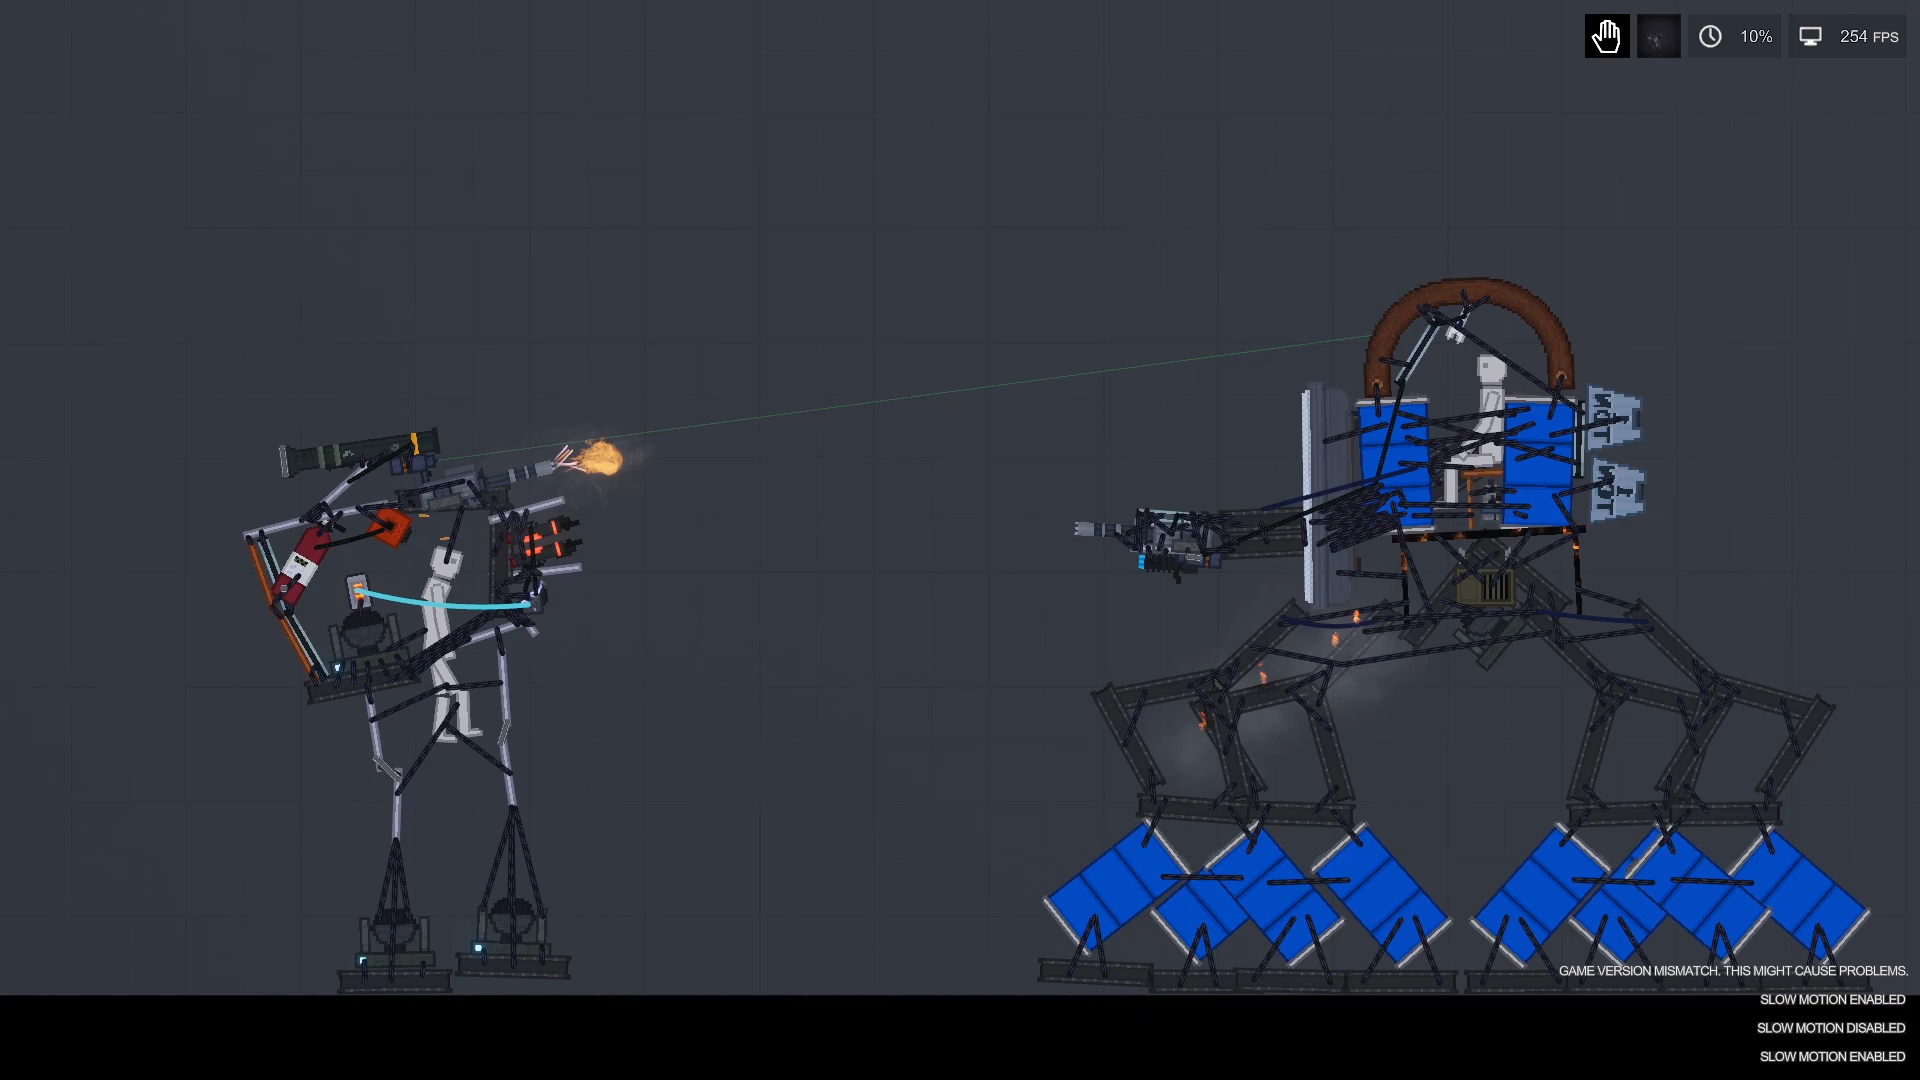 10%
254 FPS
GAME VERSION MISMATCH. THIS MIGHT CAUSE PROBLEMS.
SLOW MOTION ENABLED
SLOW MOTION DISABLED
SLOW MOTION ENABLED